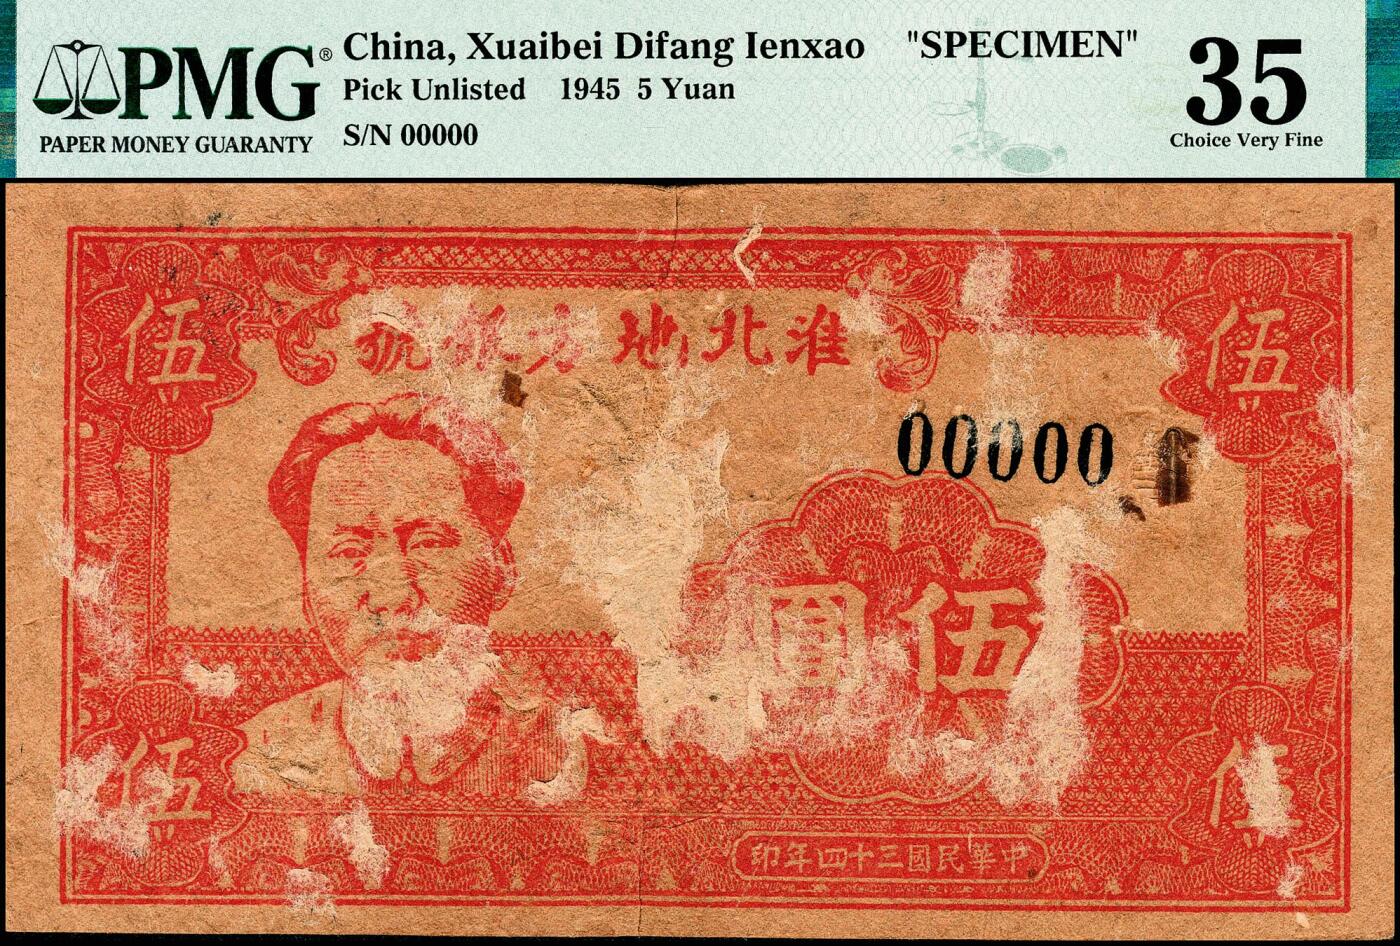 PMG®
PAPER MONEY GUARANTY
China, Xuaibei Difang Ienxao "SPECIMEN"
Pick Unlisted 1945 5 Yuan
S/N 00000
35
Choice Very Fine
伍 伍
淮北地方銀號
00000
伍圓
伍 伍
中華民國三十四年印